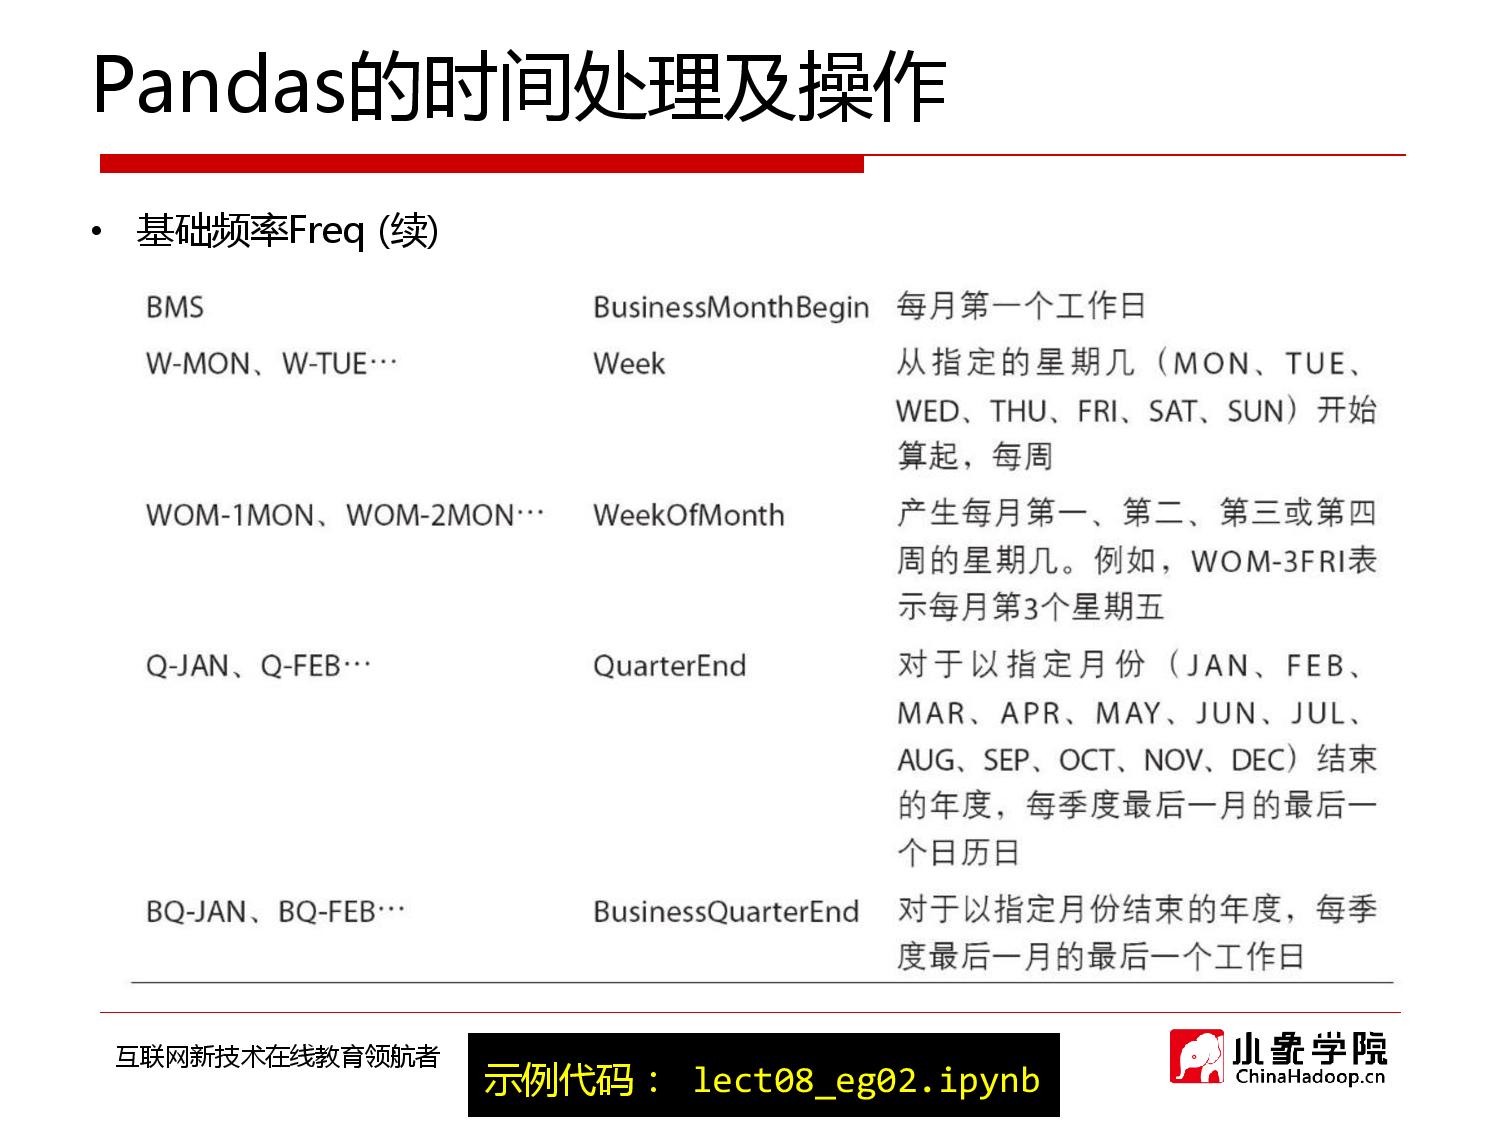 Pandas的时间处理及操作
• 基础频率Freq (续)
BMS BusinessMonthBegin 每月第一个工作日
W-MON、W-TUE… Week 从指定的星期几（MON、TUE、
WED、THU、FRI、SAT、SUN）开始
算起，每周
WOM-1MON、WOM-2MON… WeekOfMonth 产生每月第一、第二、第三或第四
周的星期几。例如，WOM-3FRI表
示每月第3个星期五
Q-JAN、Q-FEB… QuarterEnd 对于以指定月份（JAN、FEB、
MAR、APR、MAY、JUN、JUL、
AUG、SEP、OCT、NOV、DEC）结束
的年度，每季度最后一月的最后一
个日历日
BQ-JAN、BQ-FEB… BusinessQuarterEnd 对于以指定月份结束的年度，每季
度最后一月的最后一个工作日
互联网新技术在线教育领航者
示例代码： lect08_eg02.ipynb
小象学院
ChinaHadoop.cn